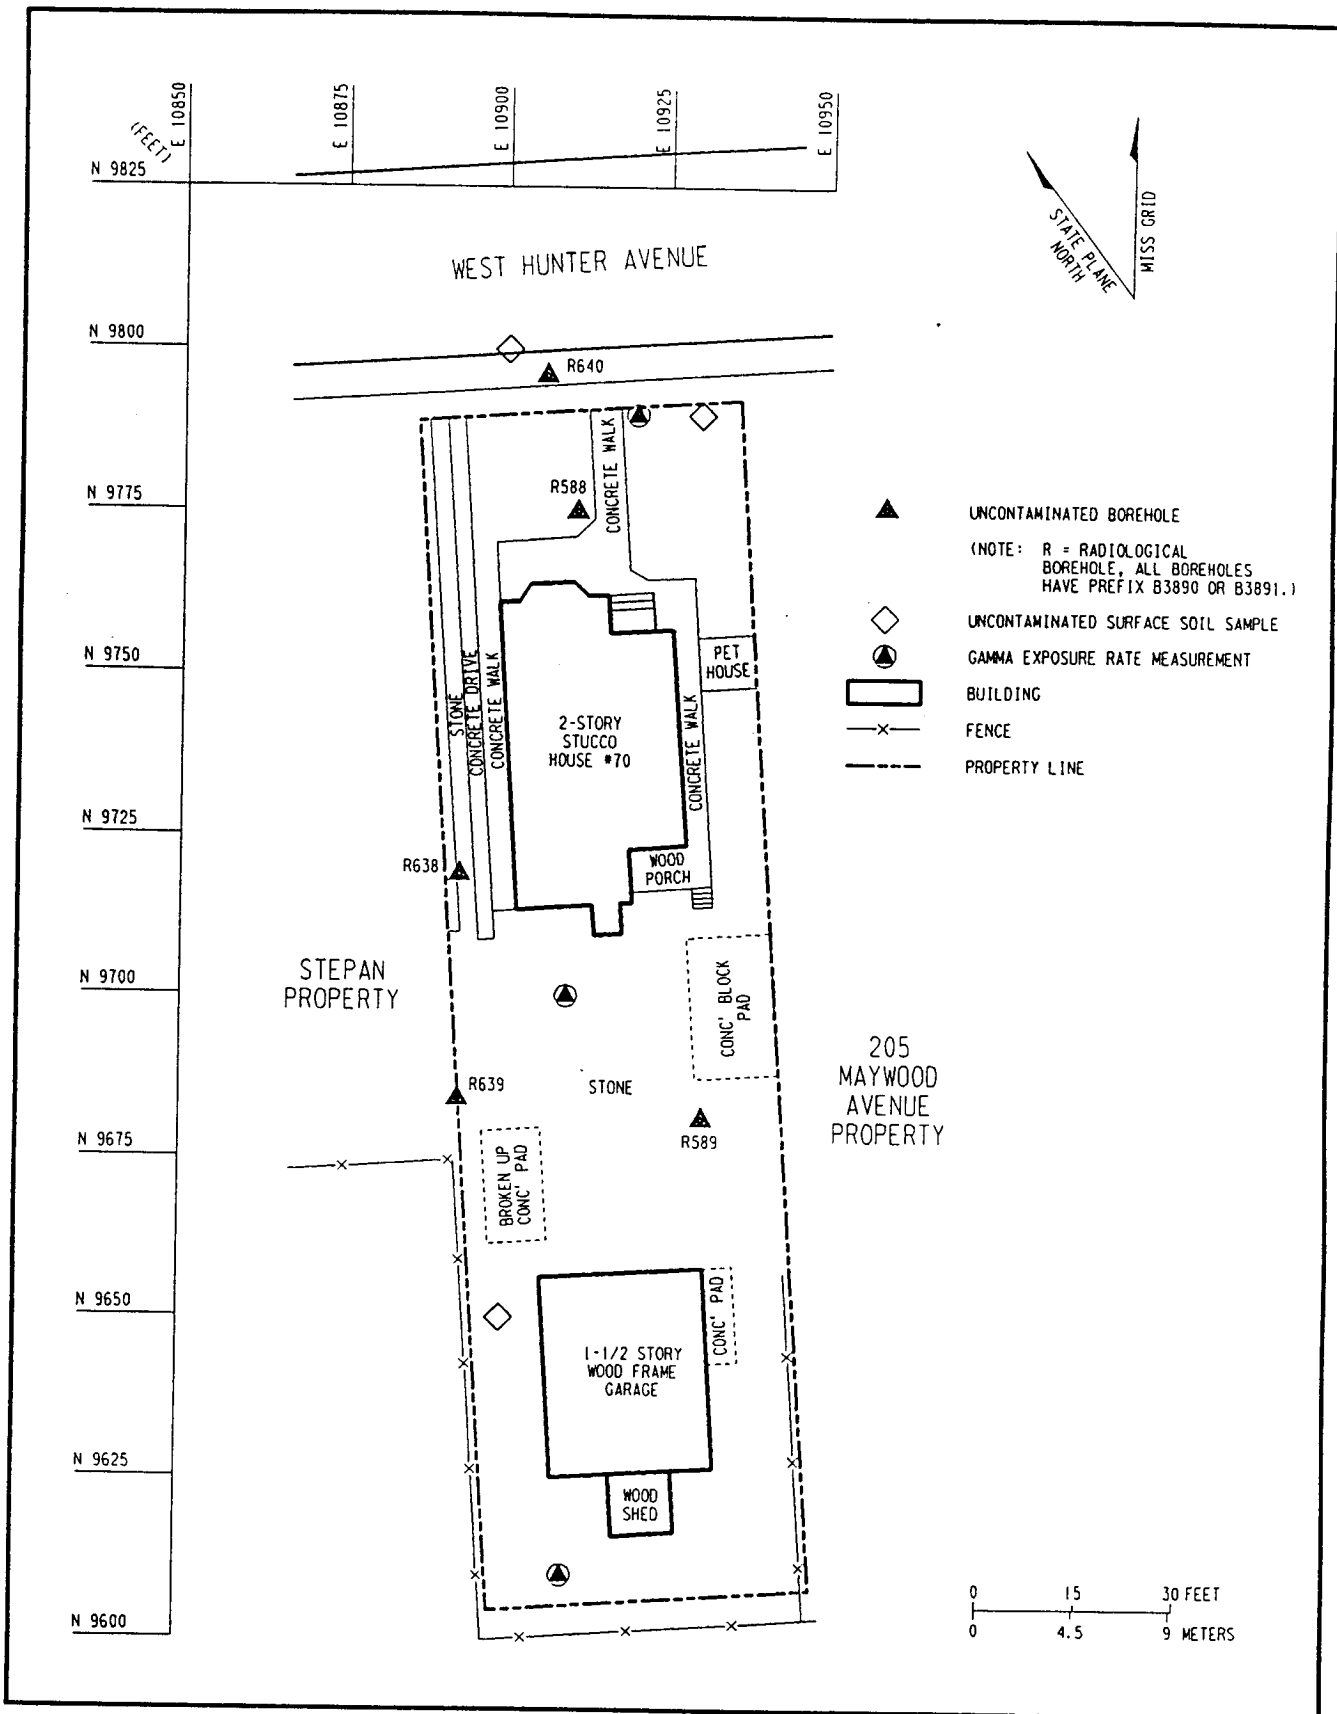 (FEET)
E 10850
E 10875
E 10900
E 10925
E 10950
N 9825
WEST HUNTER AVENUE
STATE PLANE
NORTH
MISS GRID
N 9800
R640
N 9775
R588
CONCRETE WALK
UNCONTAMINATED BOREHOLE
(NOTE: R = RADIOLOGICAL
BOREHOLE, ALL BOREHOLES
HAVE PREFIX B3890 OR B3891.)
UNCONTAMINATED SURFACE SOIL SAMPLE
GAMMA EXPOSURE RATE MEASUREMENT
BUILDING
FENCE
PROPERTY LINE
N 9750
PET
HOUSE
STONE
CONCRETE DRIVE
CONCRETE WALK
2-STORY
STUCCO
HOUSE #70
CONCRETE WALK
N 9725
R638
WOOD
PORCH
STEPAN
PROPERTY
N 9700
CONC' BLOCK
PAD
205
MAYWOOD
AVENUE
PROPERTY
R639
STONE
R589
N 9675
BROKEN UP
CONC' PAD
N 9650
CONC' PAD
1-1/2 STORY
WOOD FRAME
GARAGE
N 9625
WOOD
SHED
N 9600
0 15 30 FEET
0 4.5 9 METERS